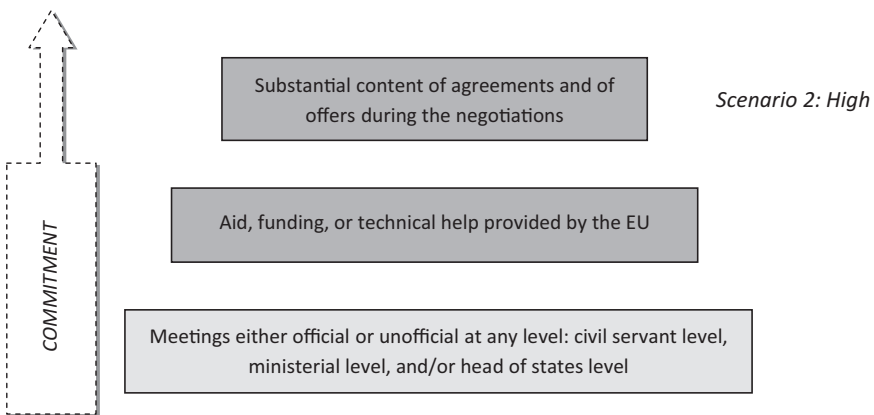 Substantial content of agreements and of
offers during the negotiations
Scenario 2: High
Aid, funding, or technical help provided by the EU
COMMITMENT
Meetings either official or unofficial at any level: civil servant level,
ministerial level, and/or head of states level